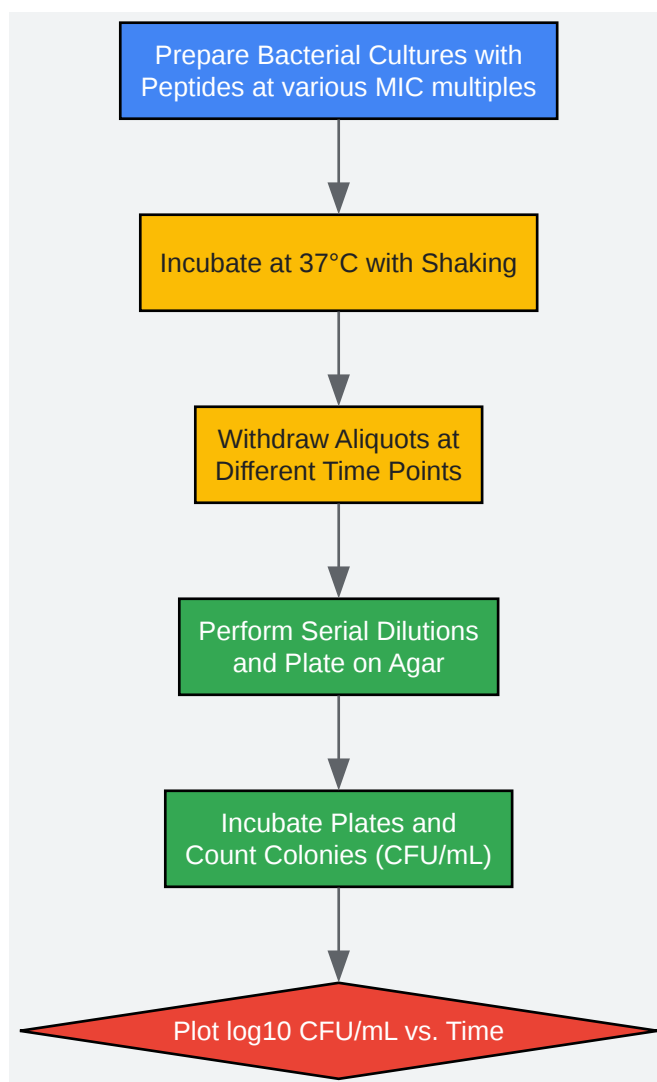 Prepare Bacterial Cultures with
Peptides at various MIC multiples
Incubate at 37°C with Shaking
Withdraw Aliquots at
Different Time Points
Perform Serial Dilutions
and Plate on Agar
Incubate Plates and
Count Colonies (CFU/mL)
Plot log10 CFU/mL vs. Time